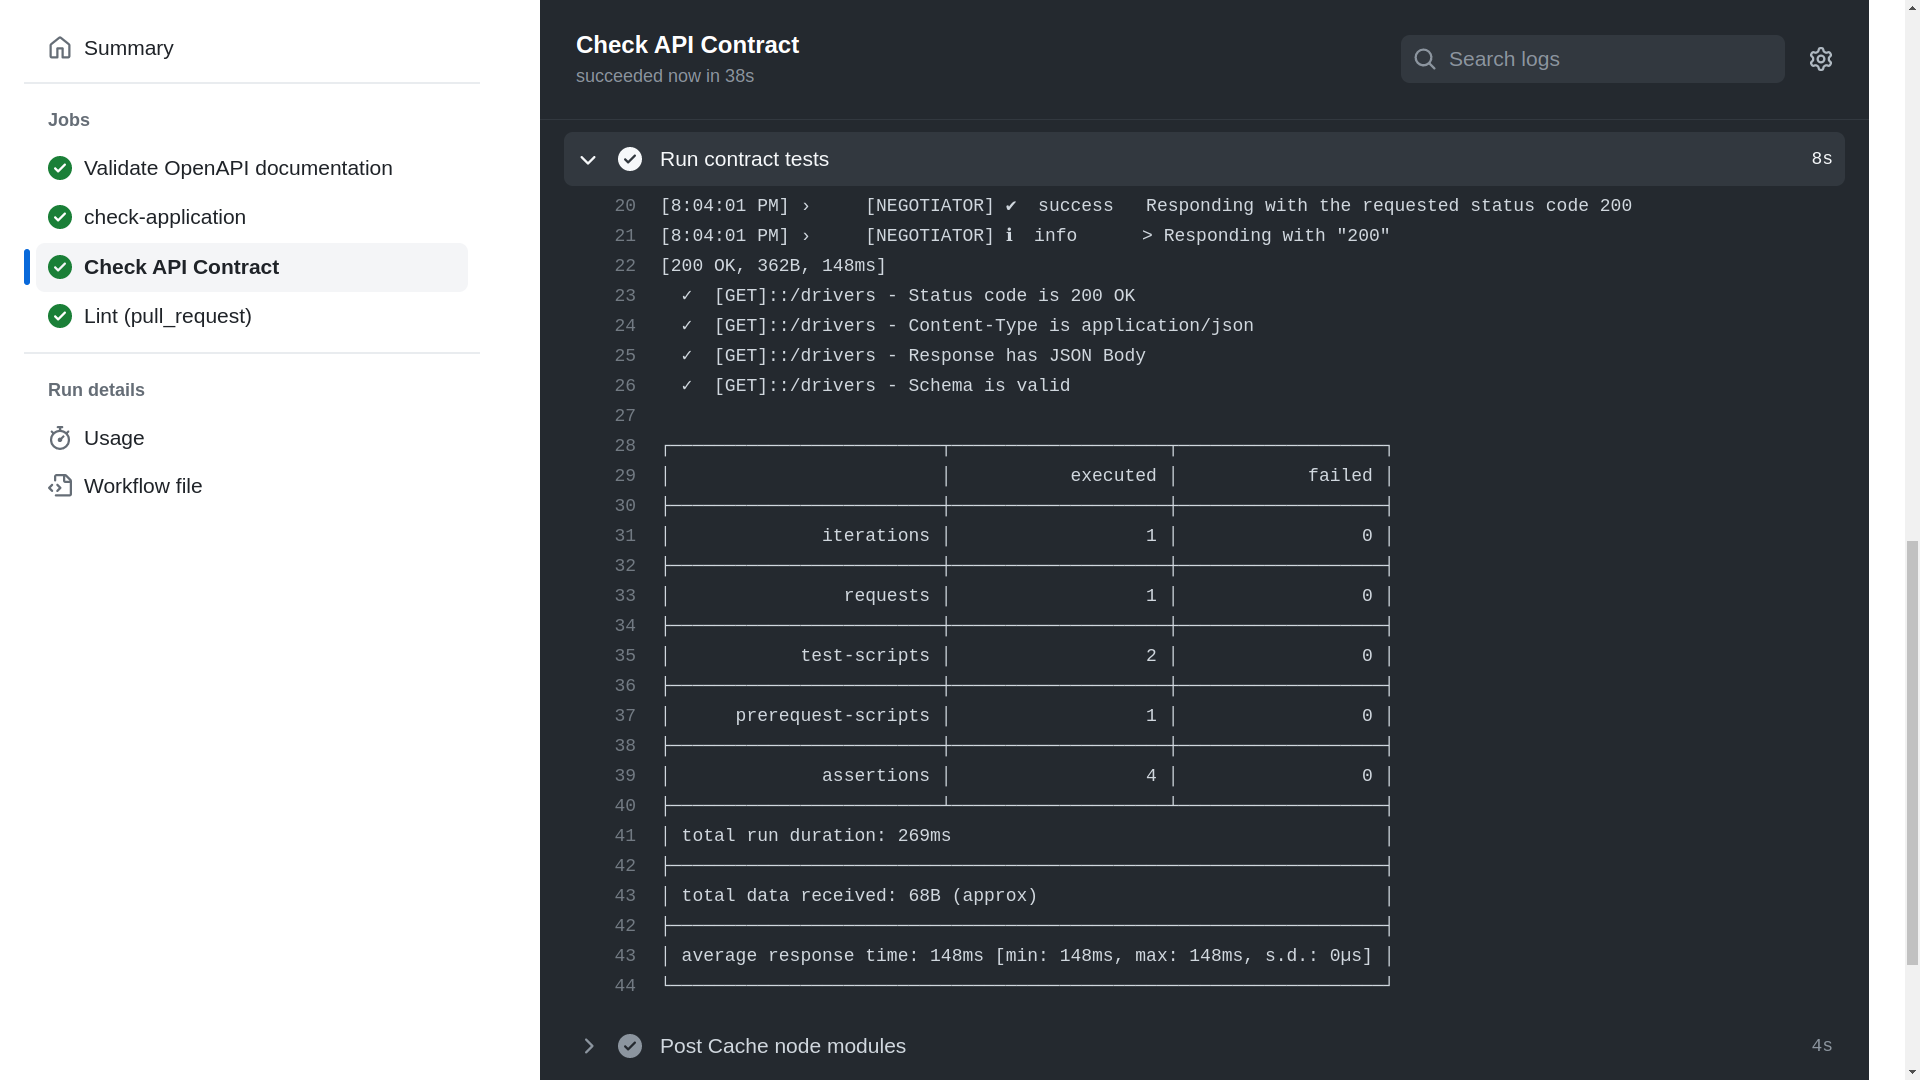 Summary
Jobs
Validate OpenAPI documentation
check-application
Check API Contract
Lint (pull_request)
Run details
Usage
Workflow file
Check API Contract
succeeded now in 38s
Search logs
Run contract tests 8s
20 [8:04:01 PM] › [NEGOTIATOR] ✔ success Responding with the requested status code 200
21 [8:04:01 PM] › [NEGOTIATOR] ℹ info > Responding with "200"
22 [200 OK, 362B, 148ms]
23 ✓ [GET]::/drivers - Status code is 200 OK
24 ✓ [GET]::/drivers - Content-Type is application/json
25 ✓ [GET]::/drivers - Response has JSON Body
26 ✓ [GET]::/drivers - Schema is valid
27
28
29 executed failed
30
31 iterations 1 0
32
33 requests 1 0
34
35 test-scripts 2 0
36
37 prerequest-scripts 1 0
38
39 assertions 4 0
40
41 total run duration: 269ms
42
43 total data received: 68B (approx)
42
43 average response time: 148ms [min: 148ms, max: 148ms, s.d.: 0µs]
44
Post Cache node modules 4s